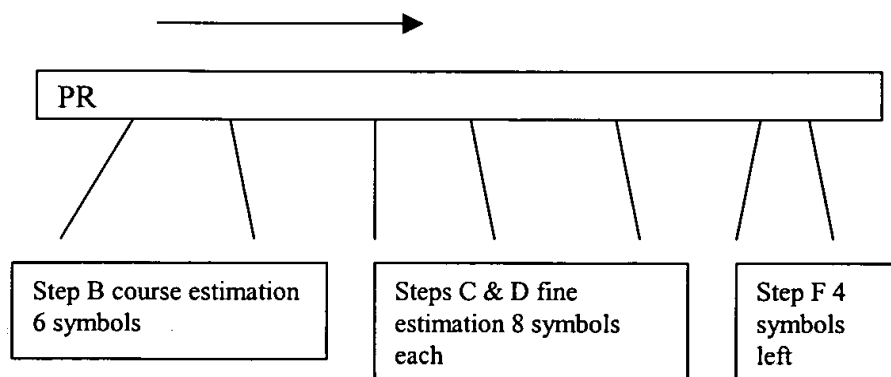 PR
Step B course estimation
6 symbols
Steps C & D fine
estimation 8 symbols
each
Step F 4
symbols
left